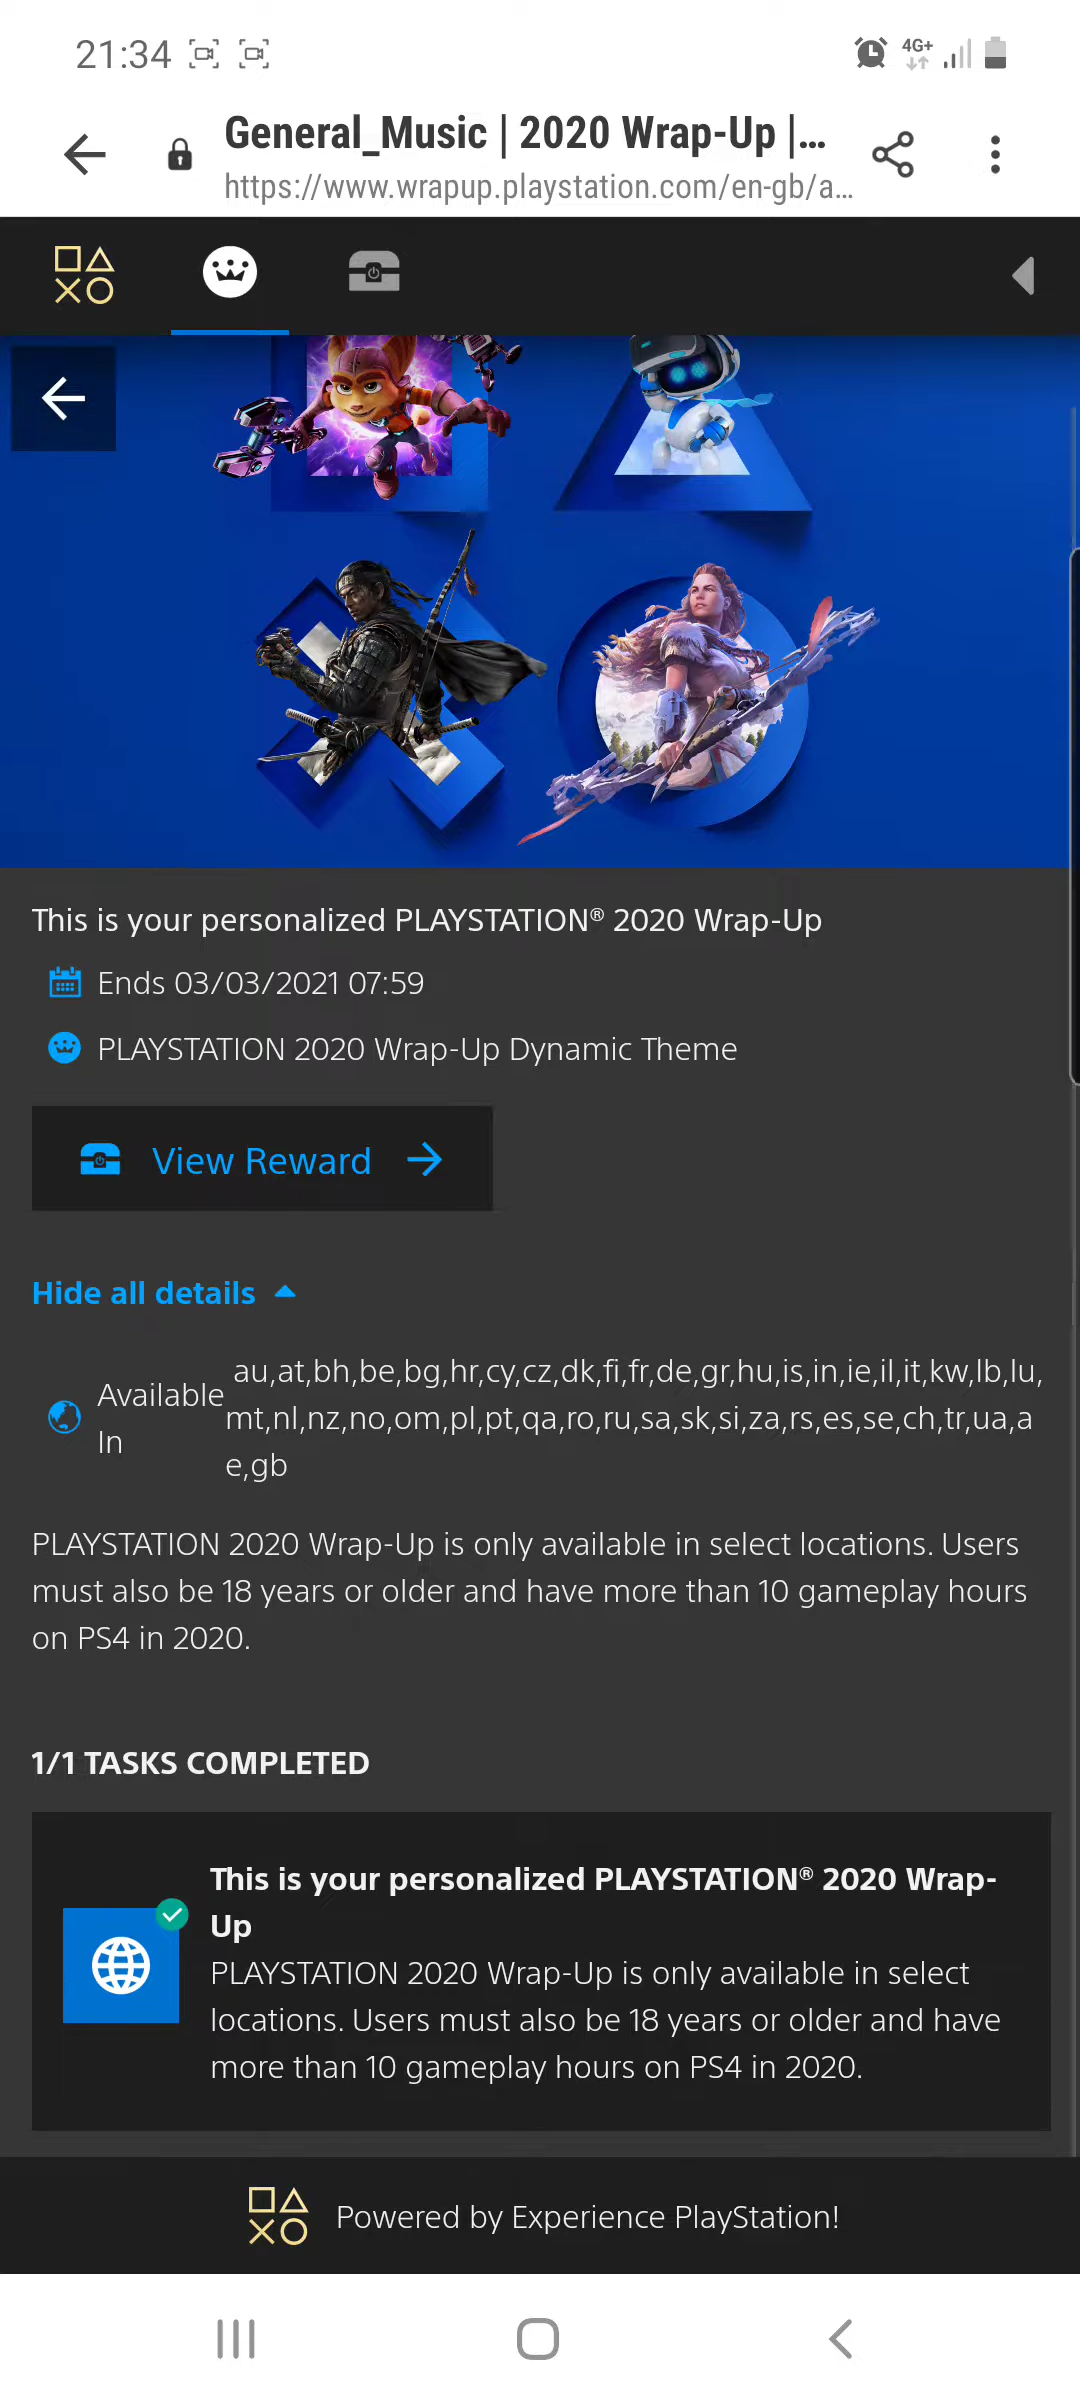 21:34
4G+
General_Music | 2020 Wrap-Up |...
https://www.wrapup.playstation.com/en-gb/a...
This is your personalized PLAYSTATION® 2020 Wrap-Up
Ends 03/03/2021 07:59
PLAYSTATION 2020 Wrap-Up Dynamic Theme
View Reward
Hide all details
Available In
au,at,bh,be,bg,hr,cy,cz,dk,fi,fr,de,gr,hu,is,in,ie,il,it,kw,lb,lu,
mt,nl,nz,no,om,pl,pt,qa,ro,ru,sa,sk,si,za,rs,es,se,ch,tr,ua,a
e,gb
PLAYSTATION 2020 Wrap-Up is only available in select locations. Users
must also be 18 years or older and have more than 10 gameplay hours
on PS4 in 2020.
1/1 TASKS COMPLETED
This is your personalized PLAYSTATION® 2020 Wrap-
Up
PLAYSTATION 2020 Wrap-Up is only available in select
locations. Users must also be 18 years or older and have
more than 10 gameplay hours on PS4 in 2020.
Powered by Experience PlayStation!